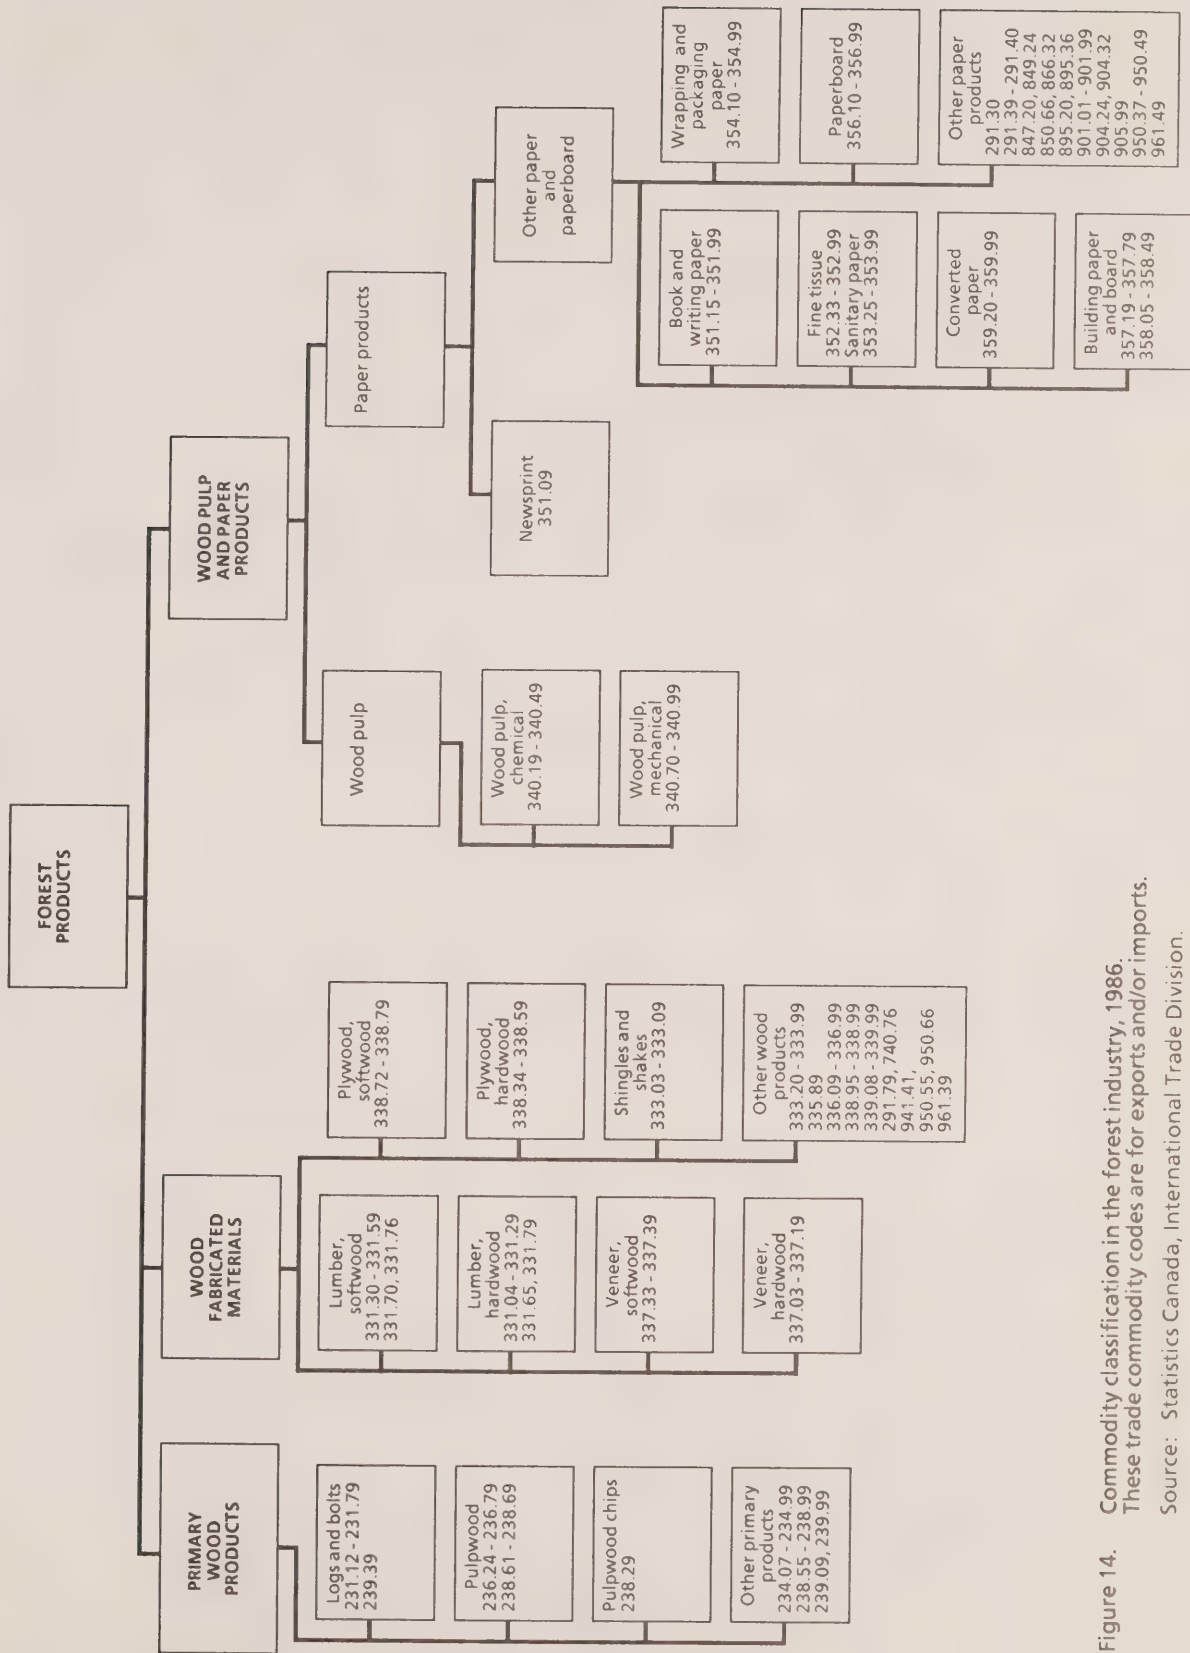 FOREST
PRODUCTS
PRIMARY
WOOD
PRODUCTS
Logs and bolts
231.12 - 231.79
239.39
Pulpwood
236.24 - 236.79
238.61 - 238.69
Pulpwood chips
238.29
Other primary
products
234.07 - 234.99
238.55 - 238.99
239.09, 239.99
WOOD
FABRICATED
MATERIALS
Lumber,
softwood
331.30 - 331.59
331.70, 331.76
Lumber,
hardwood
331.04 - 331.29
331.65, 331.79
Veneer,
softwood
337.33 - 337.39
Veneer,
hardwood
337.03 - 337.19
Plywood,
softwood
338.72 - 338.79
Plywood,
hardwood
338.34 - 338.59
Shingles and
shakes
333.03 - 333.09
Other wood
products
333.20 - 333.99
335.89
336.09 - 336.99
338.95 - 338.99
339.08 - 339.99
291.79, 740.76
941.41,
950.55, 950.66
961.39
WOOD PULP
AND PAPER
PRODUCTS
Wood pulp
Wood pulp,
chemical
340.19 - 340.49
Wood pulp,
mechanical
340.70 - 340.99
Paper products
Newsprint
351.09
Other paper
and
paperboard
Book and
writing paper
351.15 - 351.99
Fine tissue
352.33 - 352.99
Sanitary paper
353.25 - 353.99
Converted
paper
359.20 - 359.99
Building paper
and board
357.19 - 357.79
358.05 - 358.49
Wrapping and
packaging
paper
354.10 - 354.99
Paperboard
356.10 - 356.99
Other paper
products
291.30
291.39 - 291.40
847.20, 849.24
850.66, 866.32
895.20, 895.36
901.01 - 901.99
904.24, 904.32
905.99
950.37 - 950.49
961.49
Figure 14. Commodity classification in the forest industry, 1986.
These trade commodity codes are for exports and/or imports.
Source: Statistics Canada, International Trade Division.